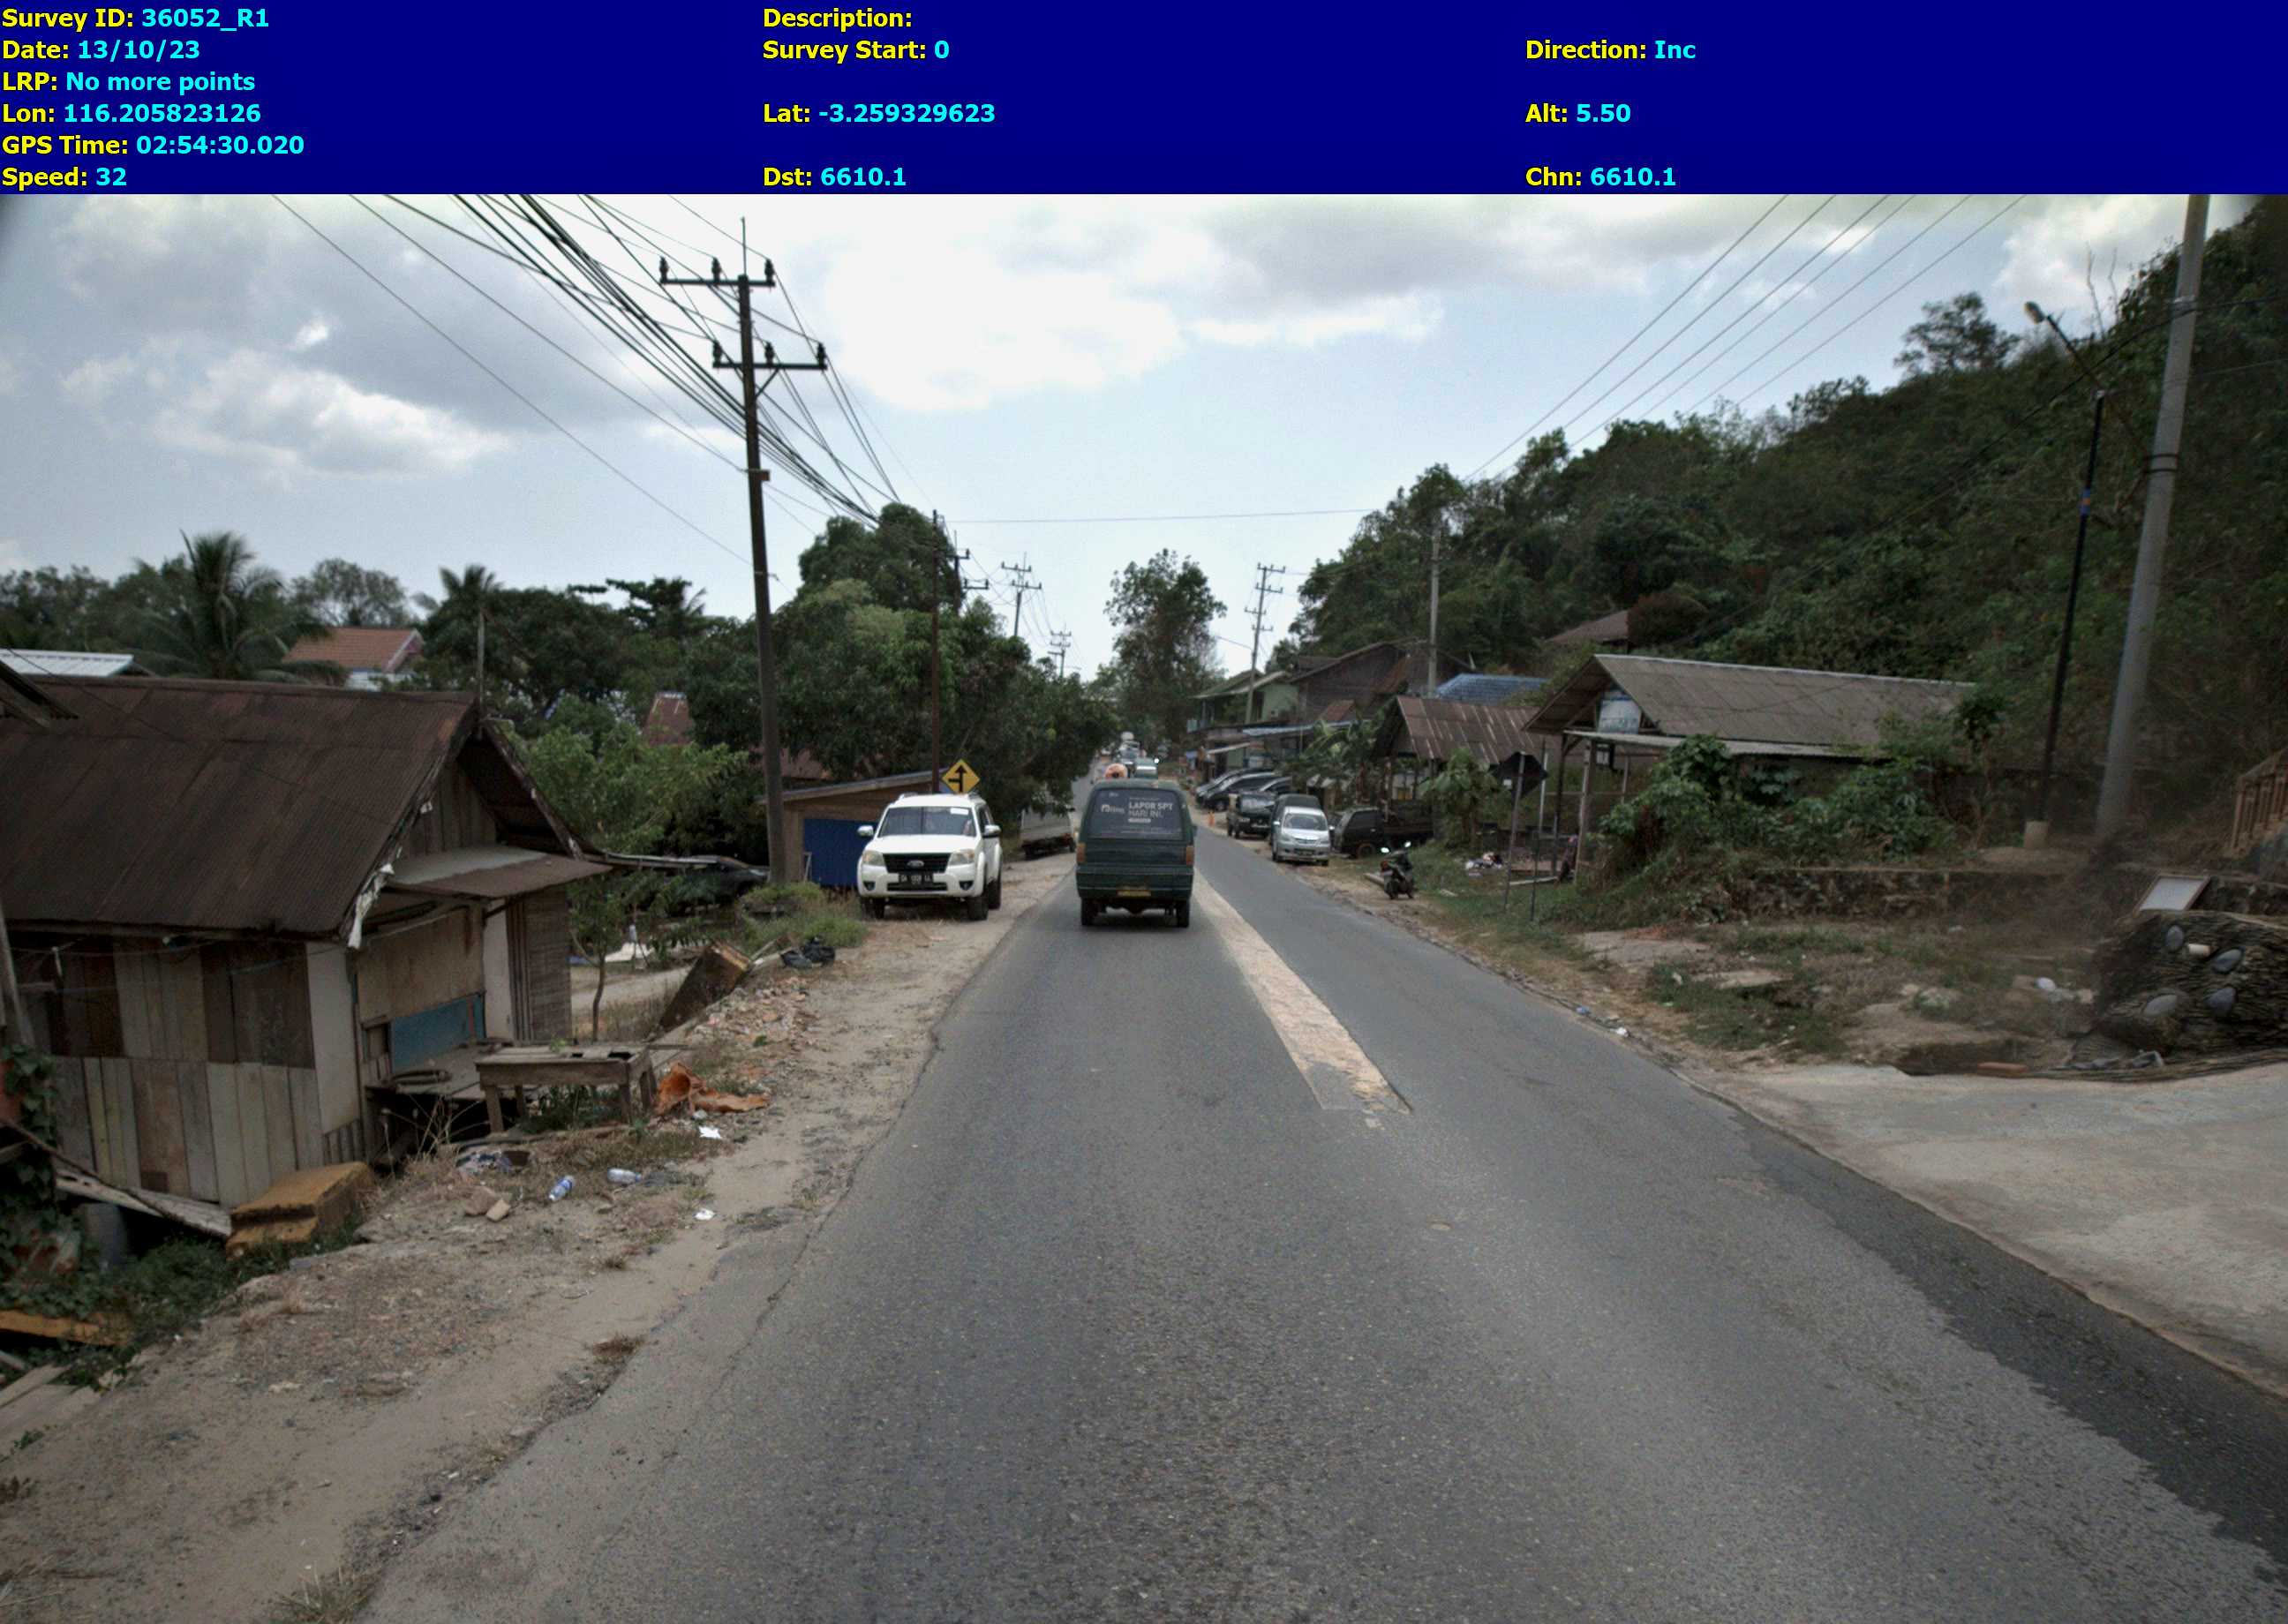 Survey ID: 36052_R1
Description:
Date: 13/10/23
Survey Start: 0
Direction: Inc
LRP: No more points
Lon: 116.205823126
Lat: -3.259329623
Alt: 5.50
GPS Time: 02:54:30.020
Speed: 32
Dst: 6610.1
Chn: 6610.1
LAPOR SPT
HARI INI.